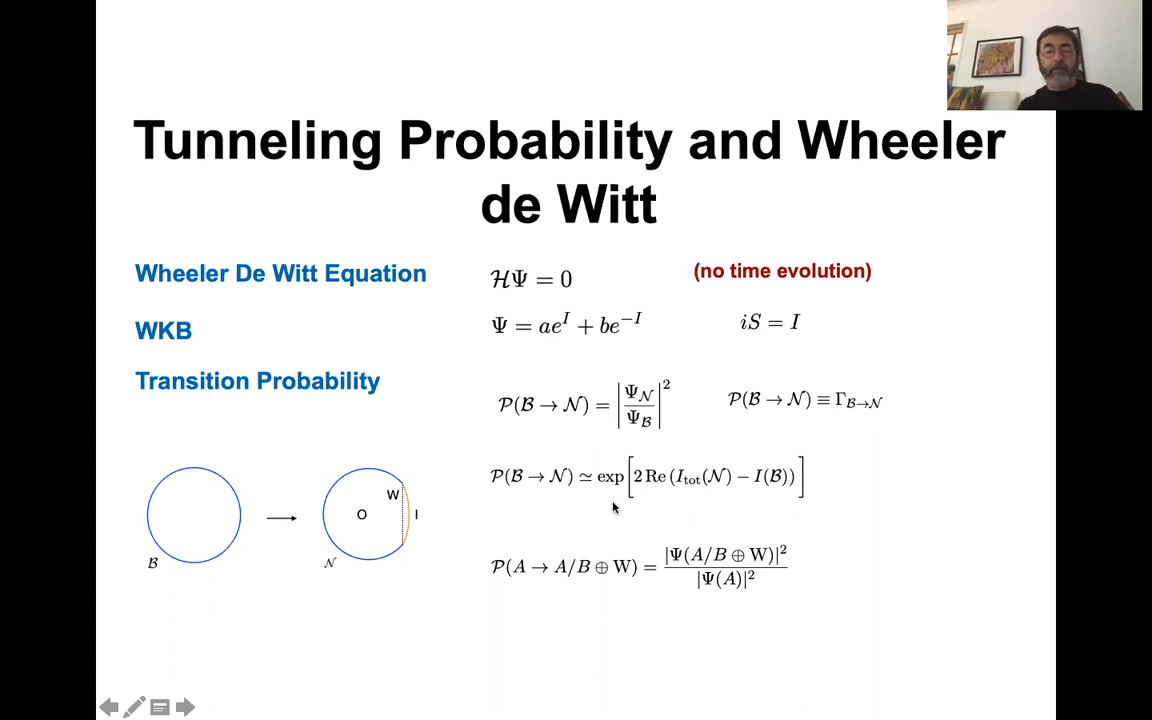 Tunneling Probability and Wheeler
de Witt
Wheeler De Witt Equation
ℋΨ = 0
(no time evolution)
WKB
Ψ = ae^I + be^{−I}
iS = I
Transition Probability
𝒫(ℬ → 𝒩) = |Ψ_𝒩 / Ψ_ℬ|^2
𝒫(ℬ → 𝒩) ≡ Γ_{ℬ→𝒩}
𝒫(ℬ → 𝒩) ≃ exp[2 Re (I_tot(𝒩) − I(ℬ))]
W
O
I
ℬ
𝒩
𝒫(A → A/B ⊕ W) = |Ψ(A/B ⊕ W)|^2 / |Ψ(A)|^2